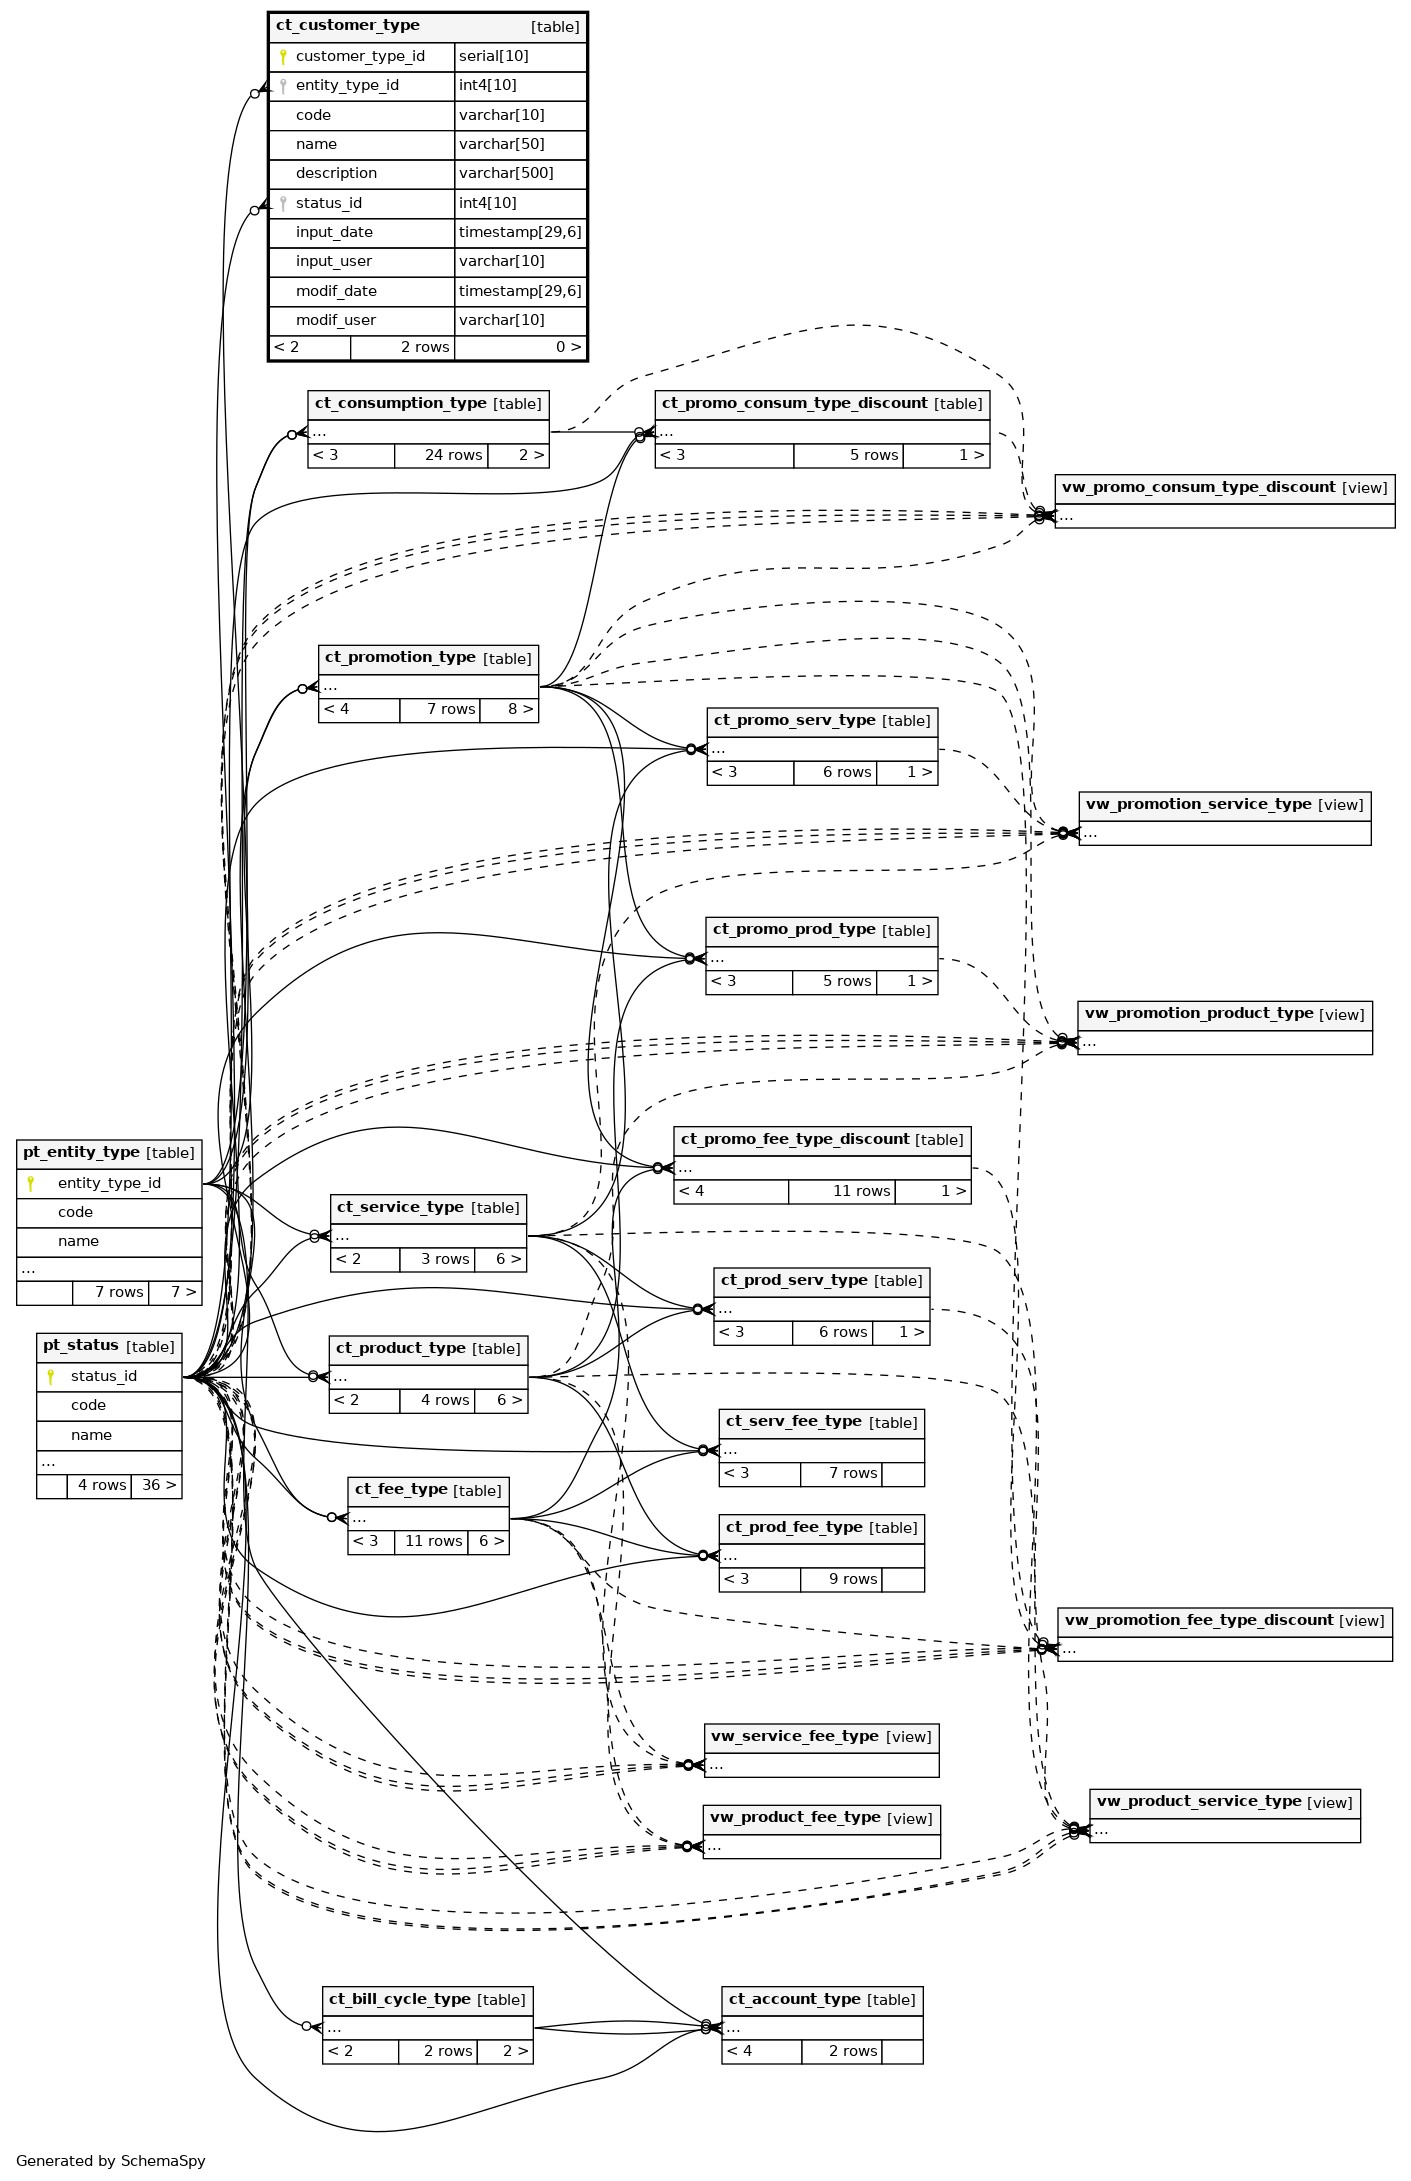 ct_customer_type [table]
customer_type_id serial[10]
entity_type_id int4[10]
code varchar[10]
name varchar[50]
description varchar[500]
status_id int4[10]
input_date timestamp[29,6]
input_user varchar[10]
modif_date timestamp[29,6]
modif_user varchar[10]
< 2 2 rows 0 >
ct_consumption_type [table]
...
< 3 24 rows 2 >
ct_promo_consum_type_discount [table]
...
< 3 5 rows 1 >
vw_promo_consum_type_discount [view]
...
ct_promotion_type [table]
...
< 4 7 rows 8 >
ct_promo_serv_type [table]
...
< 3 6 rows 1 >
vw_promotion_service_type [view]
...
ct_promo_prod_type [table]
...
< 3 5 rows 1 >
vw_promotion_product_type [view]
...
pt_entity_type [table]
entity_type_id
code
name
...
7 rows 7 >
ct_promo_fee_type_discount [table]
...
< 4 11 rows 1 >
ct_service_type [table]
...
< 2 3 rows 6 >
ct_prod_serv_type [table]
...
< 3 6 rows 1 >
pt_status [table]
status_id
code
name
...
4 rows 36 >
ct_product_type [table]
...
< 2 4 rows 6 >
ct_serv_fee_type [table]
...
< 3 7 rows
ct_fee_type [table]
...
< 3 11 rows 6 >
ct_prod_fee_type [table]
...
< 3 9 rows
vw_promotion_fee_type_discount [view]
...
vw_service_fee_type [view]
...
vw_product_service_type [view]
...
vw_product_fee_type [view]
...
ct_bill_cycle_type [table]
...
< 2 2 rows 2 >
ct_account_type [table]
...
< 4 2 rows
Generated by SchemaSpy